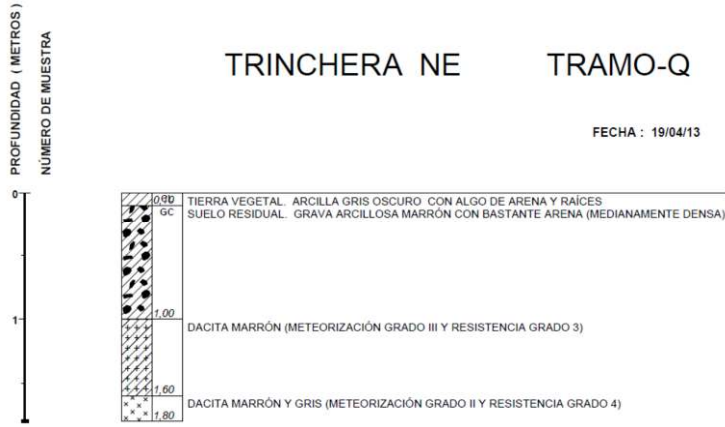 PROFUNDIDAD ( METROS )
NÚMERO DE MUESTRA
TRINCHERA NE TRAMO-Q
FECHA : 19/04/13
0
TIERRA VEGETAL. ARCILLA GRIS OSCURO CON ALGO DE ARENA Y RAÍCES
GC SUELO RESIDUAL. GRAVA ARCILLOSA MARRÓN CON BASTANTE ARENA (MEDIANAMENTE DENSA)
1,00
1
DACITA MARRÓN (METEORIZACIÓN GRADO III Y RESISTENCIA GRADO 3)
1,60
DACITA MARRÓN Y GRIS (METEORIZACIÓN GRADO II Y RESISTENCIA GRADO 4)
1,80